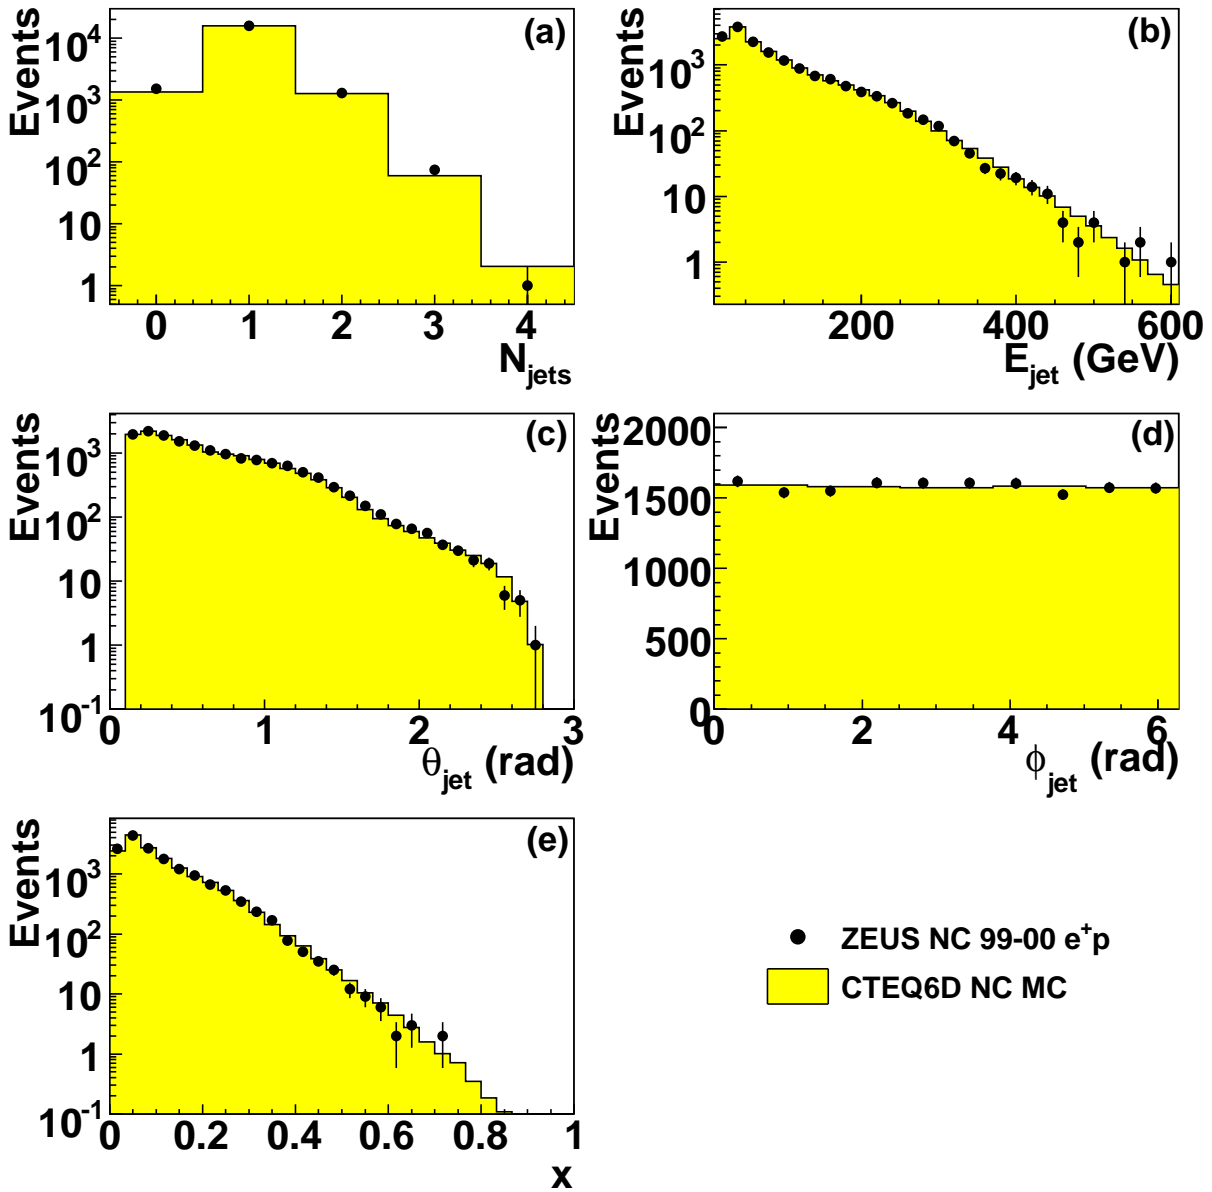 (a)
Events
10^4
10^3
10^2
10
1
0 1 2 3 4
N_jets
(b)
Events
10^3
10^2
10
1
200 400 600
E_jet (GeV)
(c)
Events
10^3
10^2
10
1
10^-1
0 1 2 3
θ_jet (rad)
(d)
Events
2000
1500
1000
500
0
0 2 4 6
ϕ_jet (rad)
(e)
Events
10^3
10^2
10
1
10^-1
0 0.2 0.4 0.6 0.8 1
x
ZEUS NC 99-00 e^+p
CTEQ6D NC MC